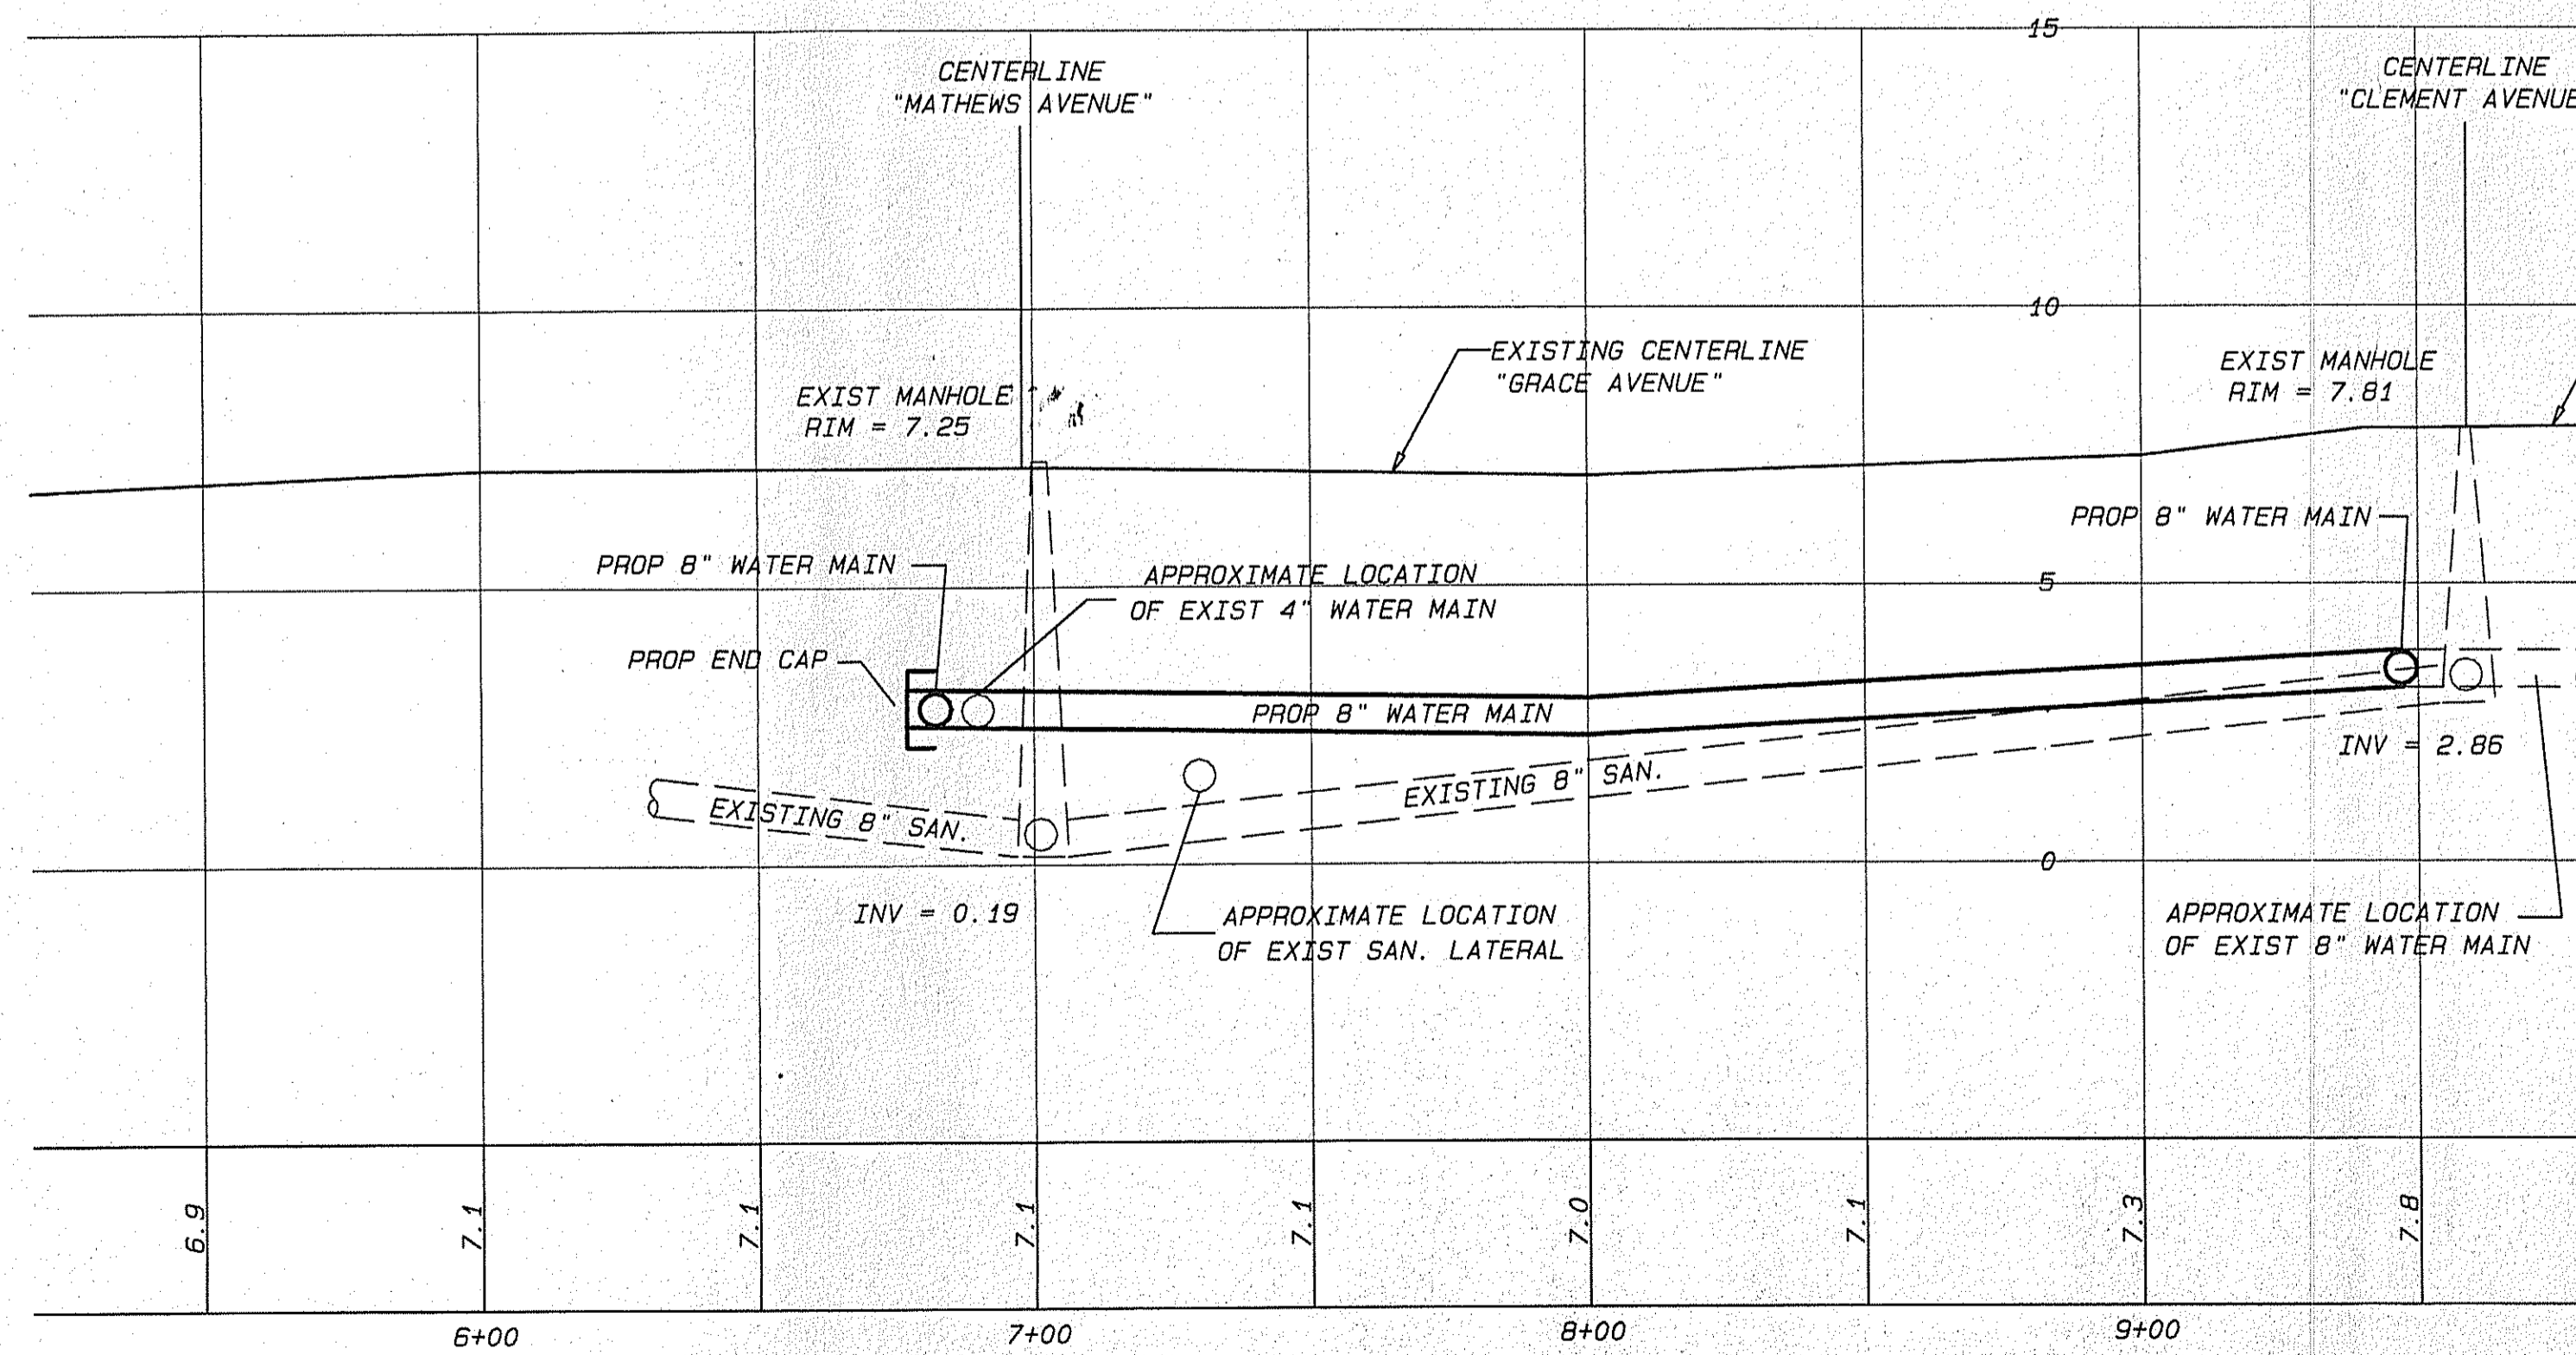 15
CENTERLINE
"MATHEWS AVENUE"
CENTERLINE
"CLEMENT AVENUE
10
EXISTING CENTERLINE
"GRACE AVENUE"
EXIST MANHOLE
RIM = 7.25
EXIST MANHOLE
RIM = 7.81
PROP 8" WATER MAIN
PROP 8" WATER MAIN
APPROXIMATE LOCATION
OF EXIST 4" WATER MAIN
5
PROP END CAP
PROP 8" WATER MAIN
INV = 2.86
EXISTING 8" SAN.
EXISTING 8" SAN.
0
INV = 0.19
APPROXIMATE LOCATION
OF EXIST SAN. LATERAL
APPROXIMATE LOCATION
OF EXIST 8" WATER MAIN
6.9
7.1
7.1
7.1
7.1
7.0
7.1
7.3
7.8
6+00
7+00
8+00
9+00